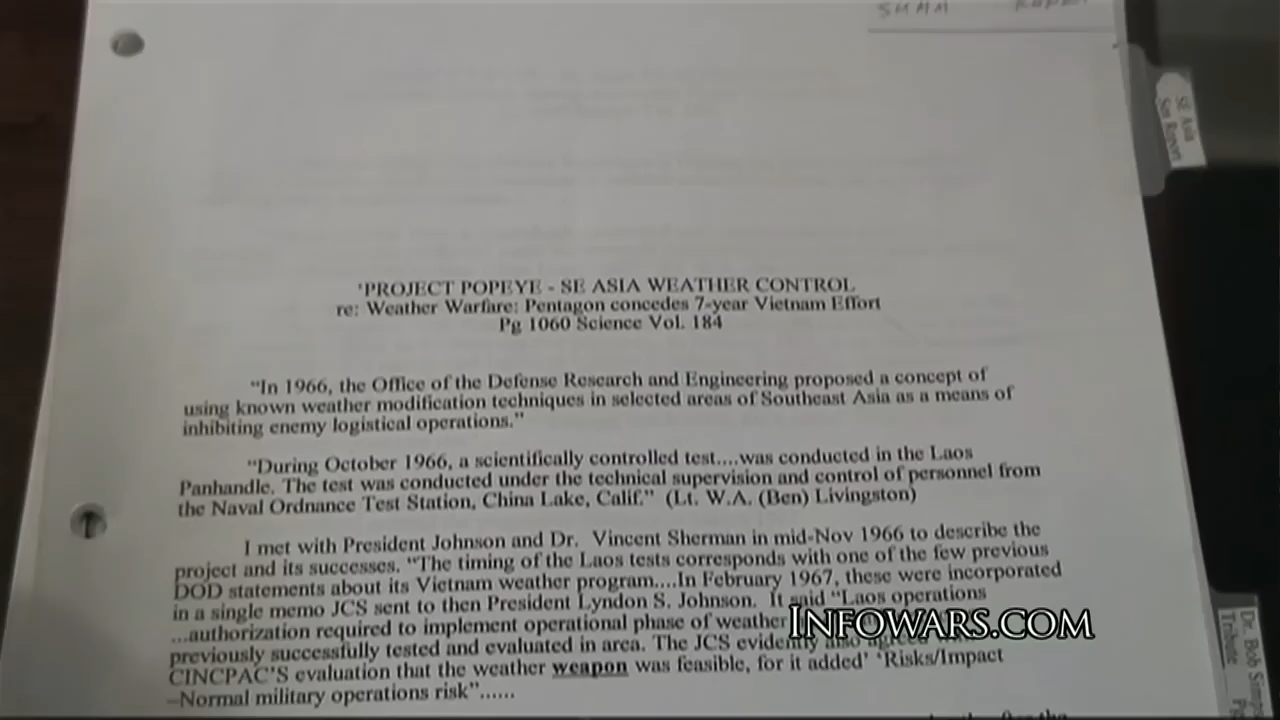 SE Asia
Sn Report
'PROJECT POPEYE - SE ASIA WEATHER CONTROL
re: Weather Warfare: Pentagon concedes 7-year Vietnam Effort
Pg 1060 Science Vol. 184
"In 1966, the Office of the Defense Research and Engineering proposed a concept of
using known weather modification techniques in selected areas of Southeast Asia as a means of
inhibiting enemy logistical operations."
"During October 1966, a scientifically controlled test....was conducted in the Laos
Panhandle. The test was conducted under the technical supervision and control of personnel from
the Naval Ordnance Test Station, China Lake, Calif." (Lt. W.A. (Ben) Livingston)
I met with President Johnson and Dr. Vincent Sherman in mid-Nov 1966 to describe the
project and its successes. "The timing of the Laos tests corresponds with one of the few previous
DOD statements about its Vietnam weather program....In February 1967, these were incorporated
in a single memo JCS sent to then President Lyndon S. Johnson. It said "Laos operations
...authorization required to implement operational phase of weather
previously successfully tested and evaluated in area. The JCS evidently also
CINCPAC'S evaluation that the weather weapon was feasible, for it added' 'Risks/Impact
–Normal military operations risk"......
INFOWARS.COM
Dr. Bob Simps
Tribute